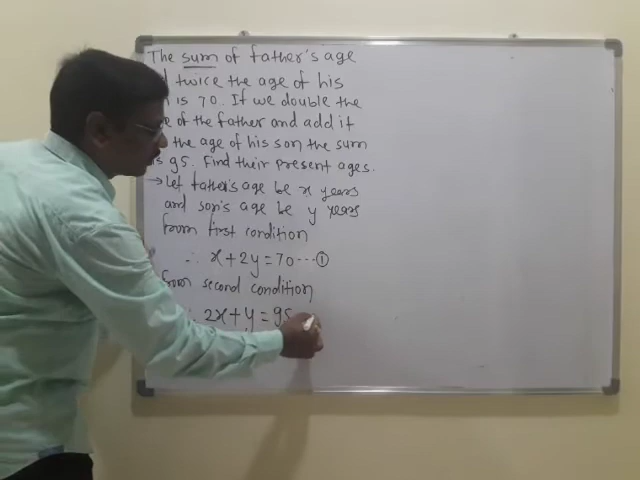 The sum of father's age
twice the age of his
is 70. If we double the
of the father and add it
the age of his son the sum
is 95. Find their present ages.
→ Let father's age be x years
and son's age be y years
from first condition
∴ x + 2y = 70 --- ①
from second condition
2x + y = 95